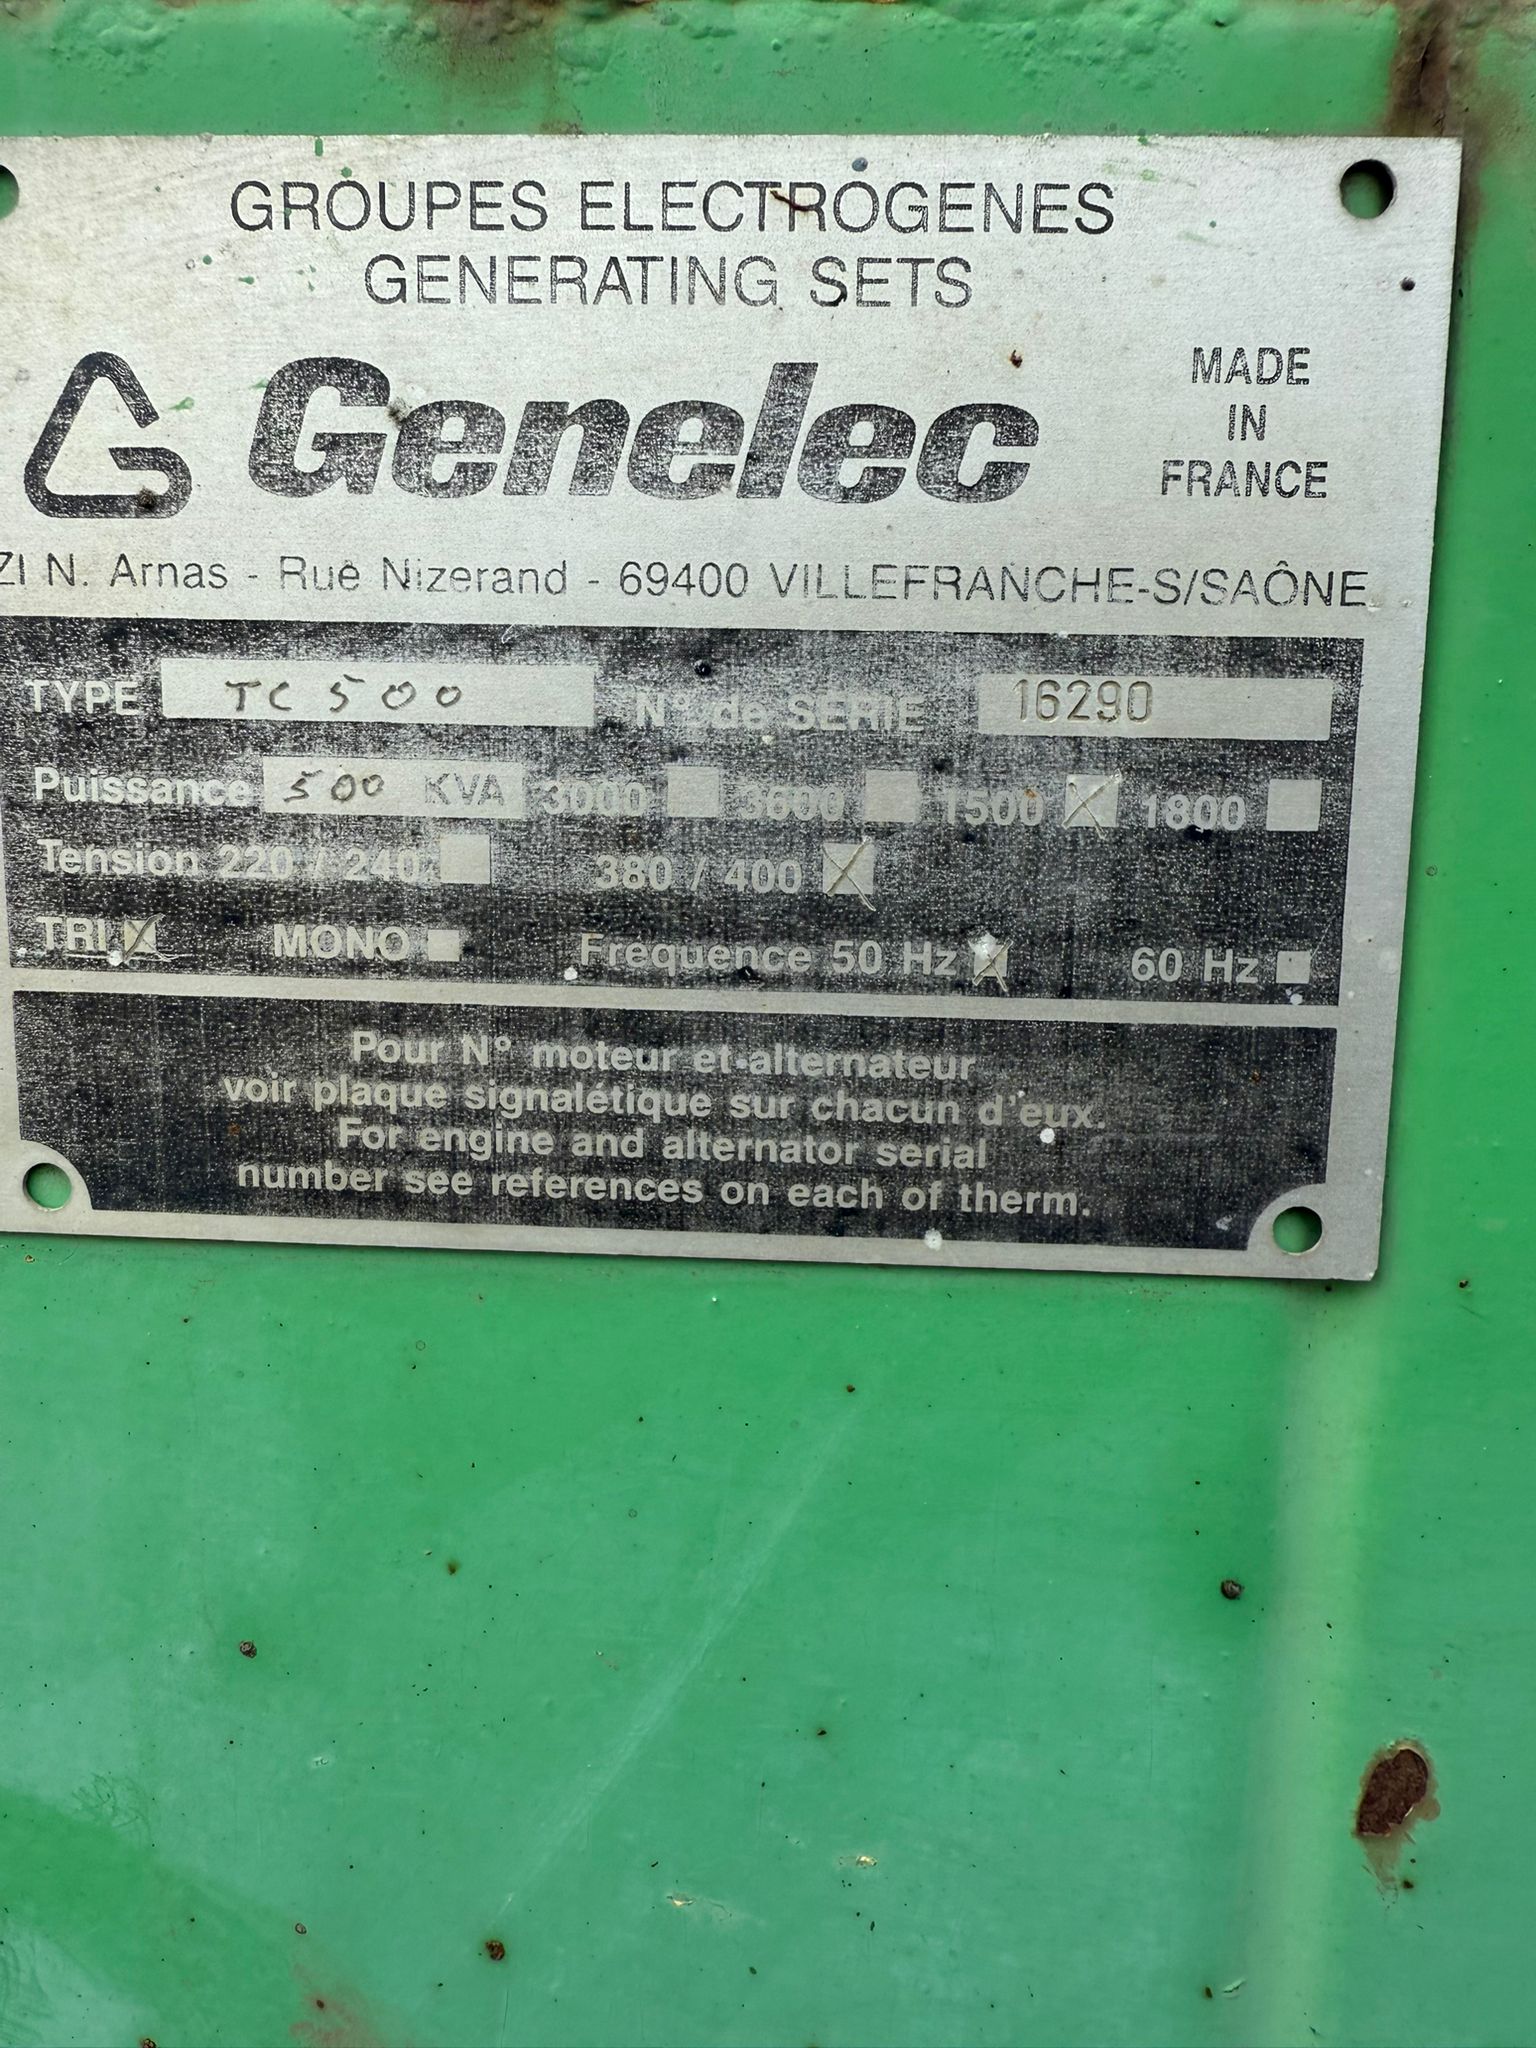 GROUPES ELECTROGENES
GENERATING SETS
Genelec
MADE
IN
FRANCE
ZI N. Arnas - Rue Nizerand - 69400 VILLEFRANCHE-S/SAÔNE
TYPE TC 500 N° de SERIE 16290
Puissance 500 KVA 3000 3600 1500 1800
Tension 220 / 240 380 / 400
TRI MONO Frequence 50 Hz 60 Hz
Pour N° moteur et alternateur
voir plaque signalétique sur chacun d'eux.
For engine and alternator serial
number see references on each of therm.